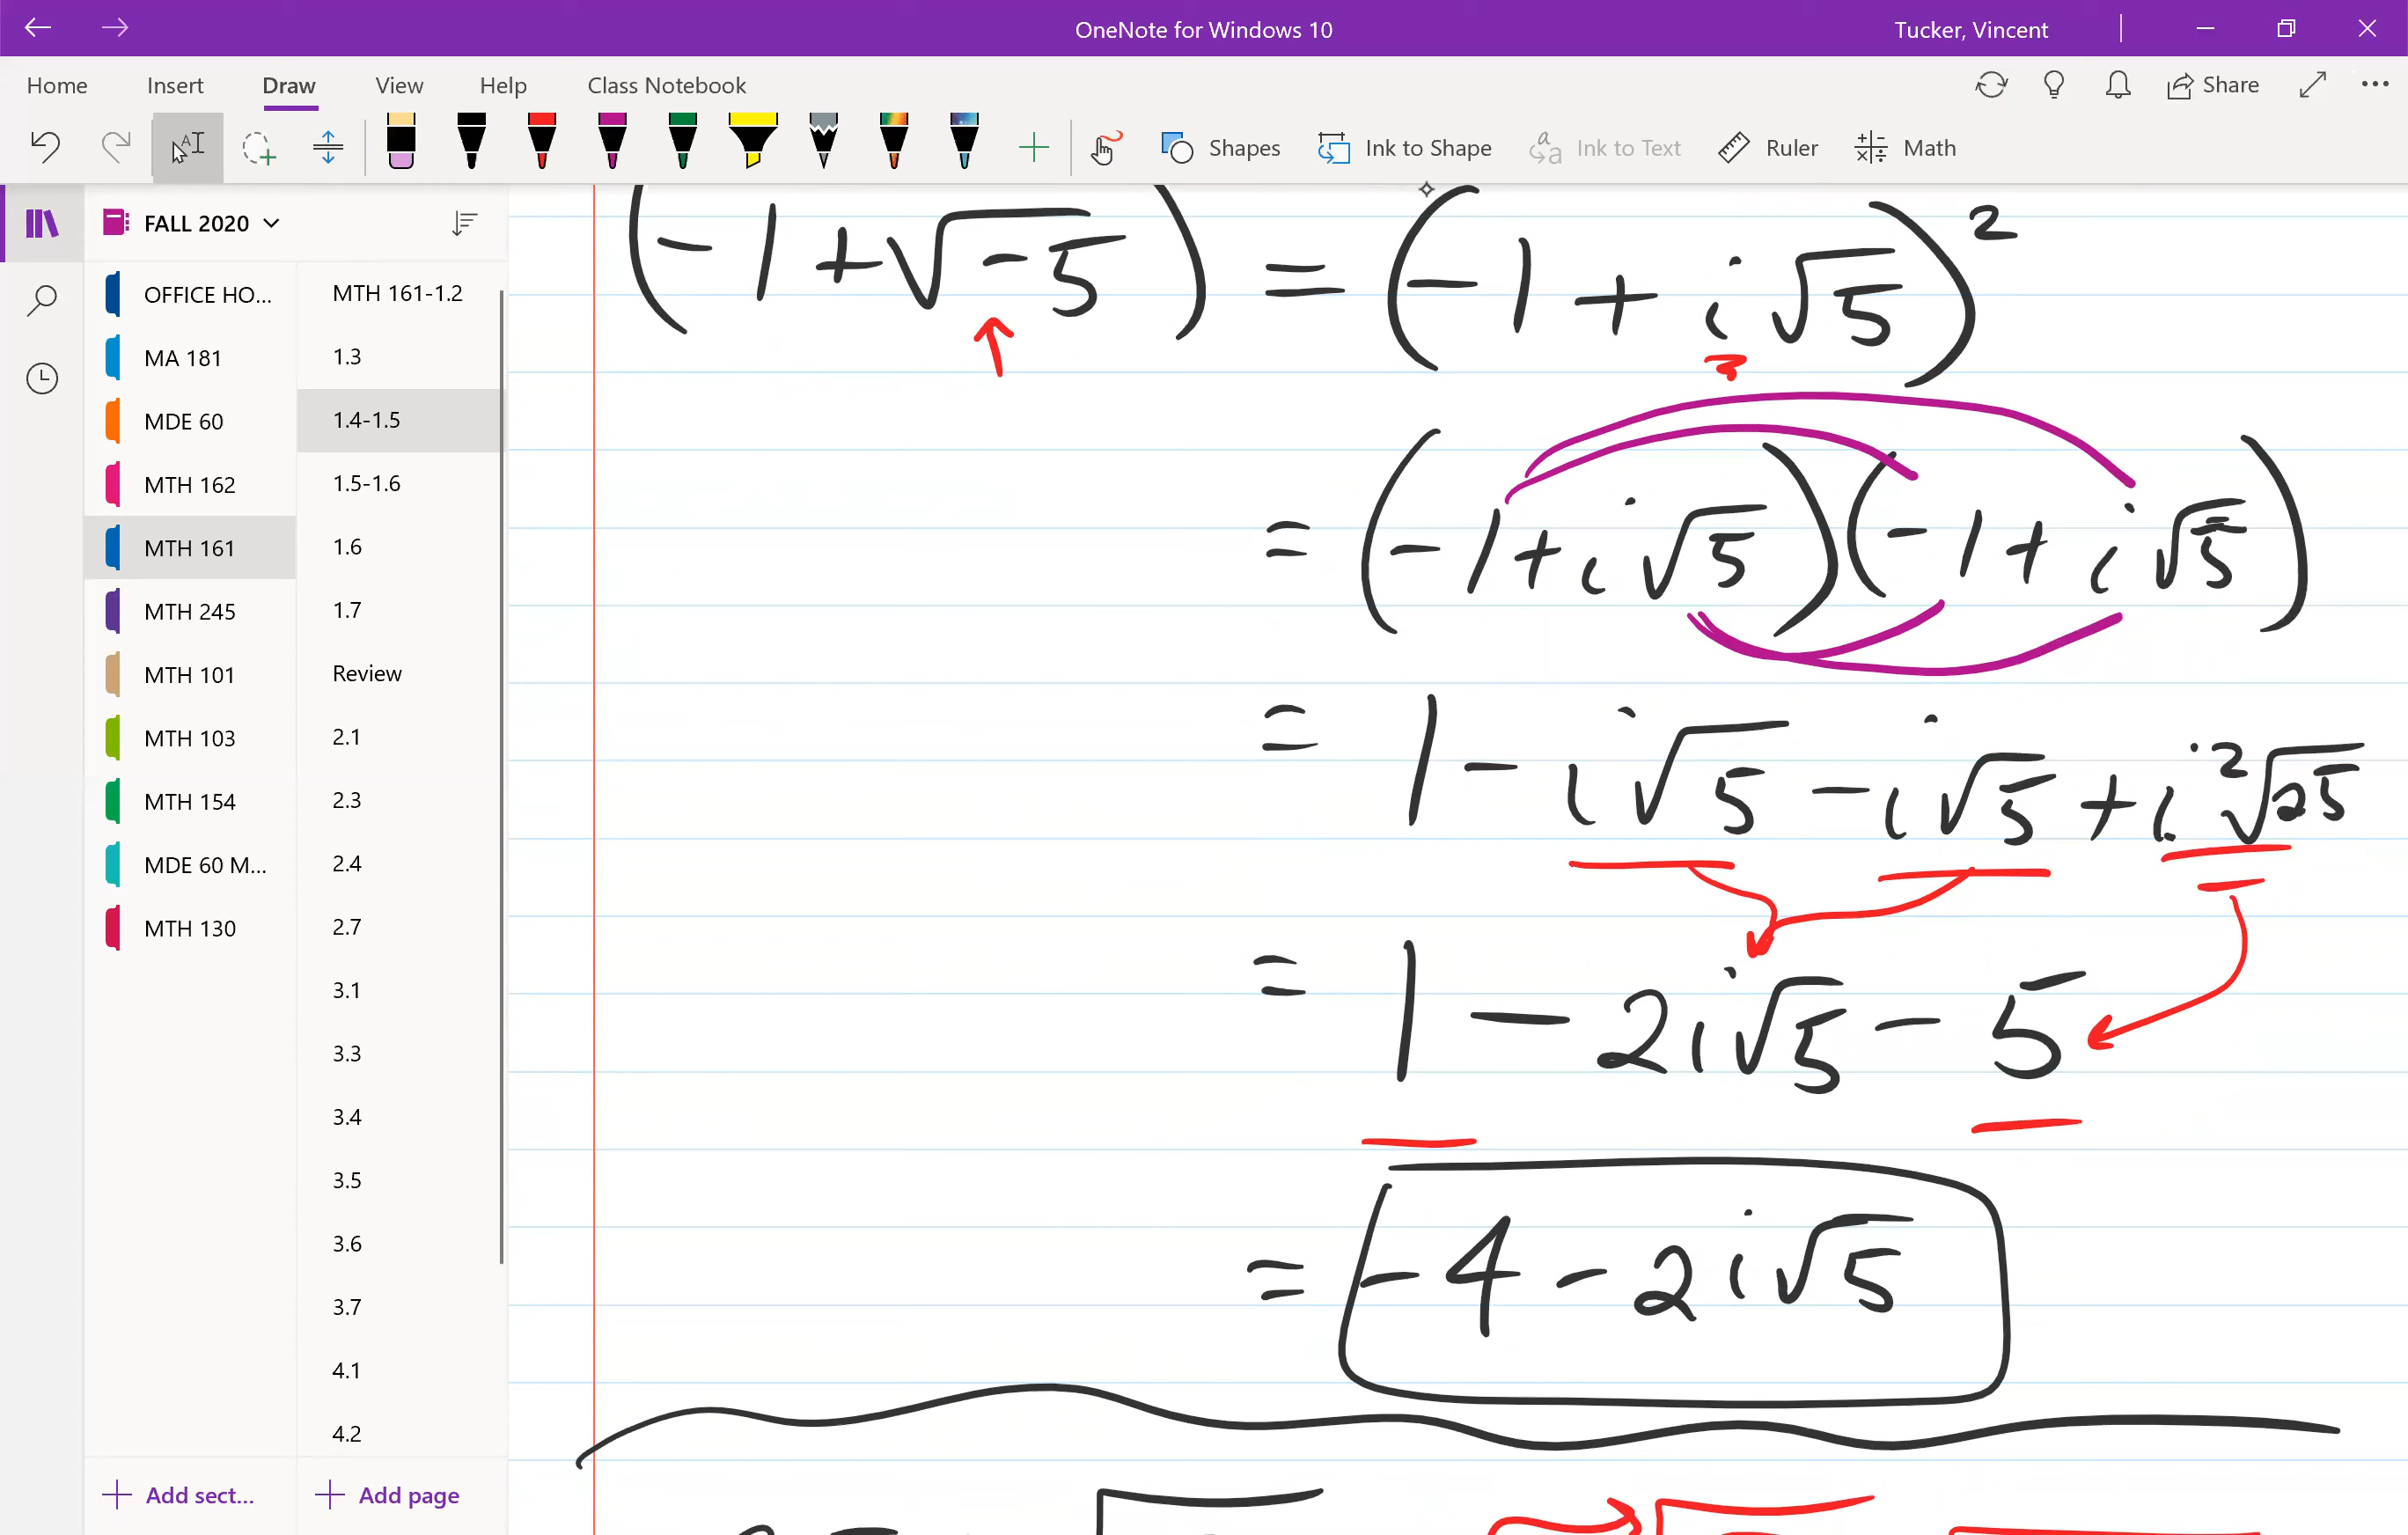 OneNote for Windows 10
Tucker, Vincent
Home Insert Draw View Help Class Notebook
Share
Shapes Ink to Shape Ink to Text Ruler Math
FALL 2020
OFFICE HO...
MA 181
MDE 60
MTH 162
MTH 161
MTH 245
MTH 101
MTH 103
MTH 154
MDE 60 M...
MTH 130
Add sect...
MTH 161-1.2
1.3
1.4-1.5
1.5-1.6
1.6
1.7
Review
2.1
2.3
2.4
2.7
3.1
3.3
3.4
3.5
3.6
3.7
4.1
4.2
Add page
(-1+√-5) = (-1+i√5)²
= (-1+i√5)(-1+i√5)
= 1-i√5-i√5+i²√25
= 1-2i√5-5
= -4-2i√5